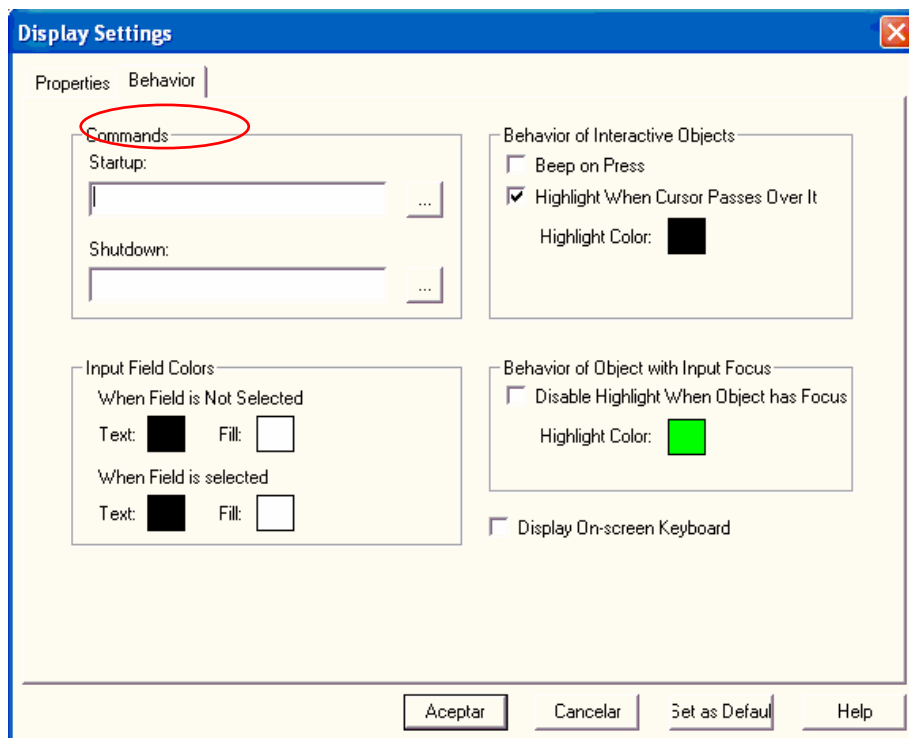 Display Settings
Properties Behavior
Commands
Startup:
...
Shutdown:
...
Behavior of Interactive Objects
Beep on Press
Highlight When Cursor Passes Over It
Highlight Color:
Input Field Colors
When Field is Not Selected
Text: Fill:
When Field is selected
Text: Fill:
Behavior of Object with Input Focus
Disable Highlight When Object has Focus
Highlight Color:
Display On-screen Keyboard
Aceptar Cancelar Set as Defaul Help